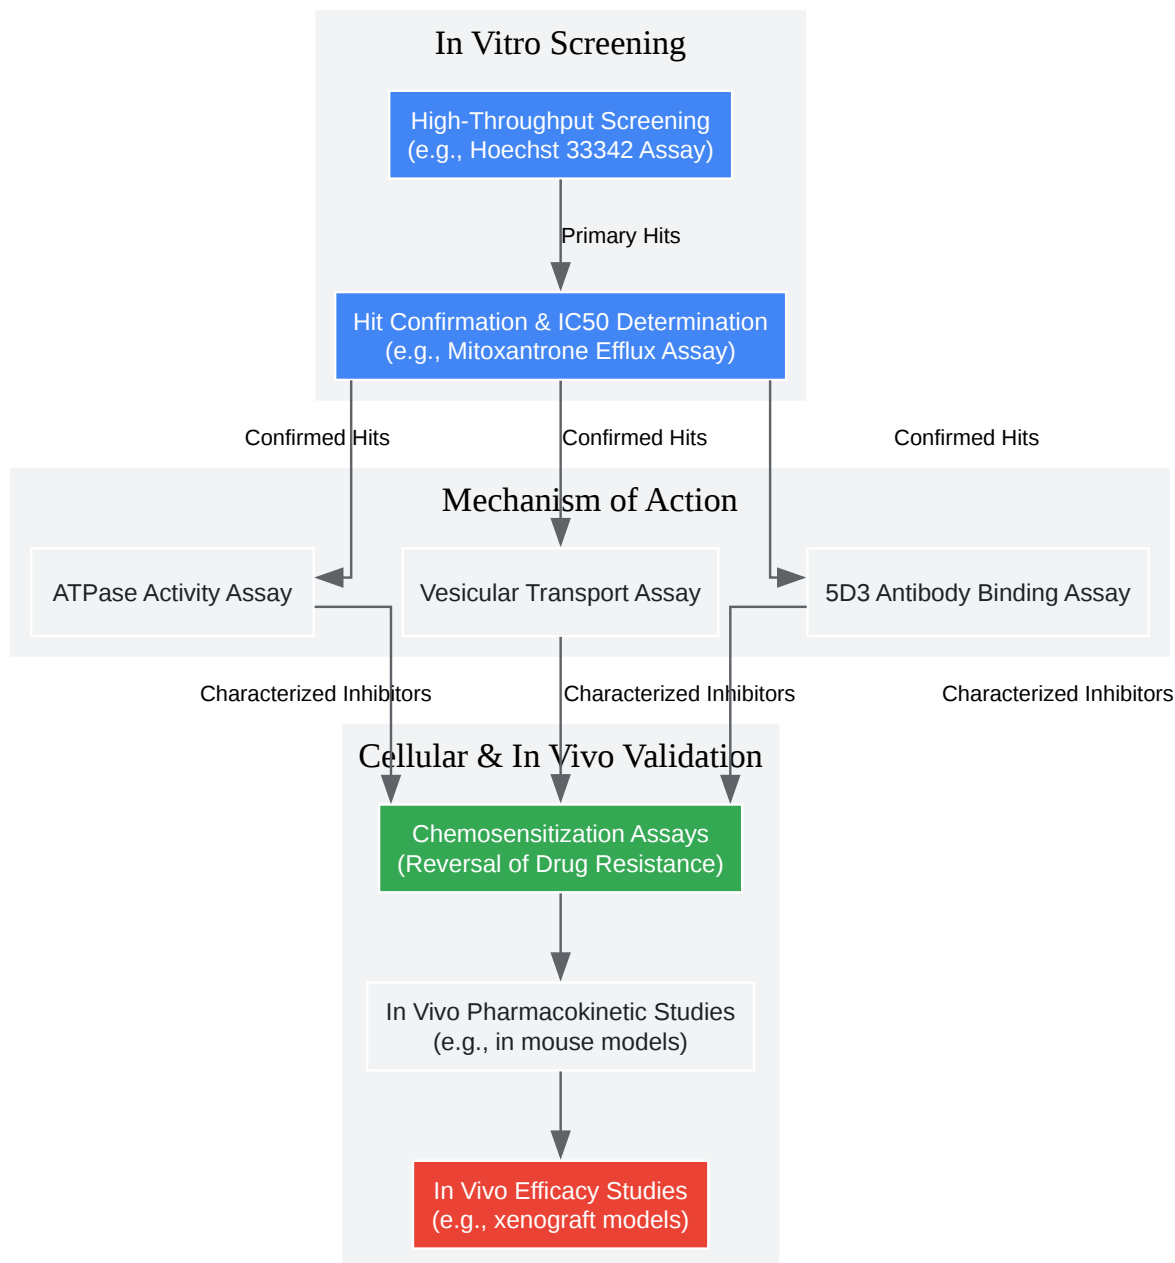 In Vitro Screening
High-Throughput Screening
(e.g., Hoechst 33342 Assay)
Primary Hits
Hit Confirmation & IC50 Determination
(e.g., Mitoxantrone Efflux Assay)
Confirmed Hits
Confirmed Hits
Confirmed Hits
Mechanism of Action
ATPase Activity Assay
Vesicular Transport Assay
5D3 Antibody Binding Assay
Characterized Inhibitors
Characterized Inhibitors
Characterized Inhibitors
Cellular & In Vivo Validation
Chemosensitization Assays
(Reversal of Drug Resistance)
In Vivo Pharmacokinetic Studies
(e.g., in mouse models)
In Vivo Efficacy Studies
(e.g., xenograft models)